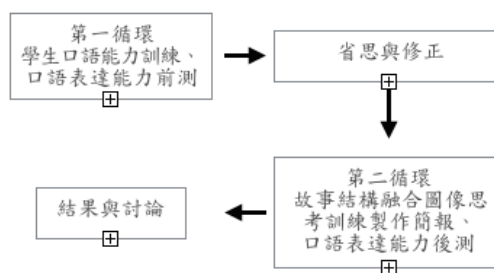 第一循環
學生口語能力訓練、
口語表達能力前測
省思與修正
第二循環
故事結構融合圖像思
考訓練製作簡報、
口語表達能力後測
結果與討論